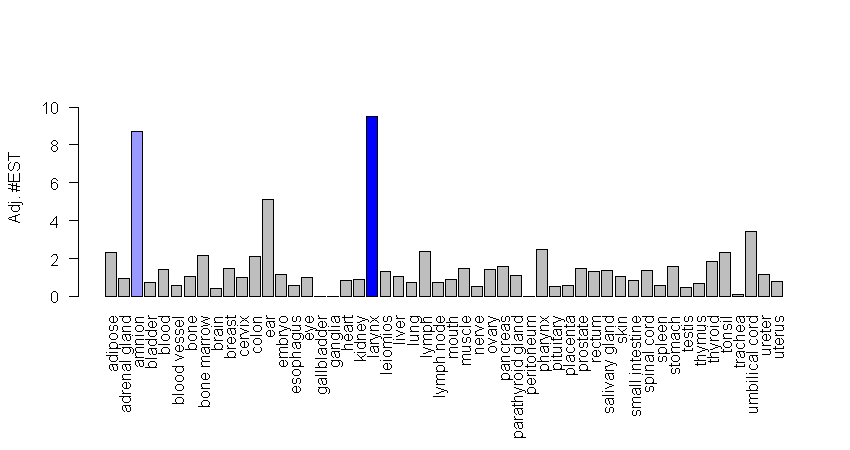 10
8
6
4
2
0
Adj. #EST
adipose
adrenal gland
amnion
bladder
blood
blood vessel
bone
bone marrow
brain
breast
cervix
colon
ear
embryo
esophagus
eye
gallbladder
ganglia
heart
kidney
larynx
leiomios
liver
lung
lymph
lymph node
mouth
muscle
nerve
ovary
pancreas
parathyroid gland
peritoneum
pharynx
pituitary
placenta
prostate
rectum
salivary gland
skin
small intestine
spinal cord
spleen
stomach
testis
thymus
thyroid
tonsil
trachea
umbilical cord
ureter
uterus